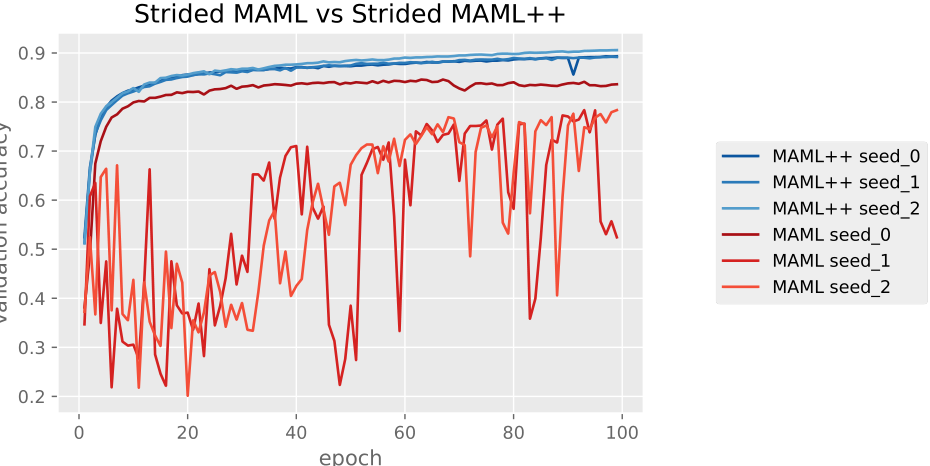 Strided MAML vs Strided MAML++
validation accuracy
0.9
0.8
0.7
0.6
0.5
0.4
0.3
0.2
0
20
40
60
80
100
epoch
MAML++ seed_0
MAML++ seed_1
MAML++ seed_2
MAML seed_0
MAML seed_1
MAML seed_2